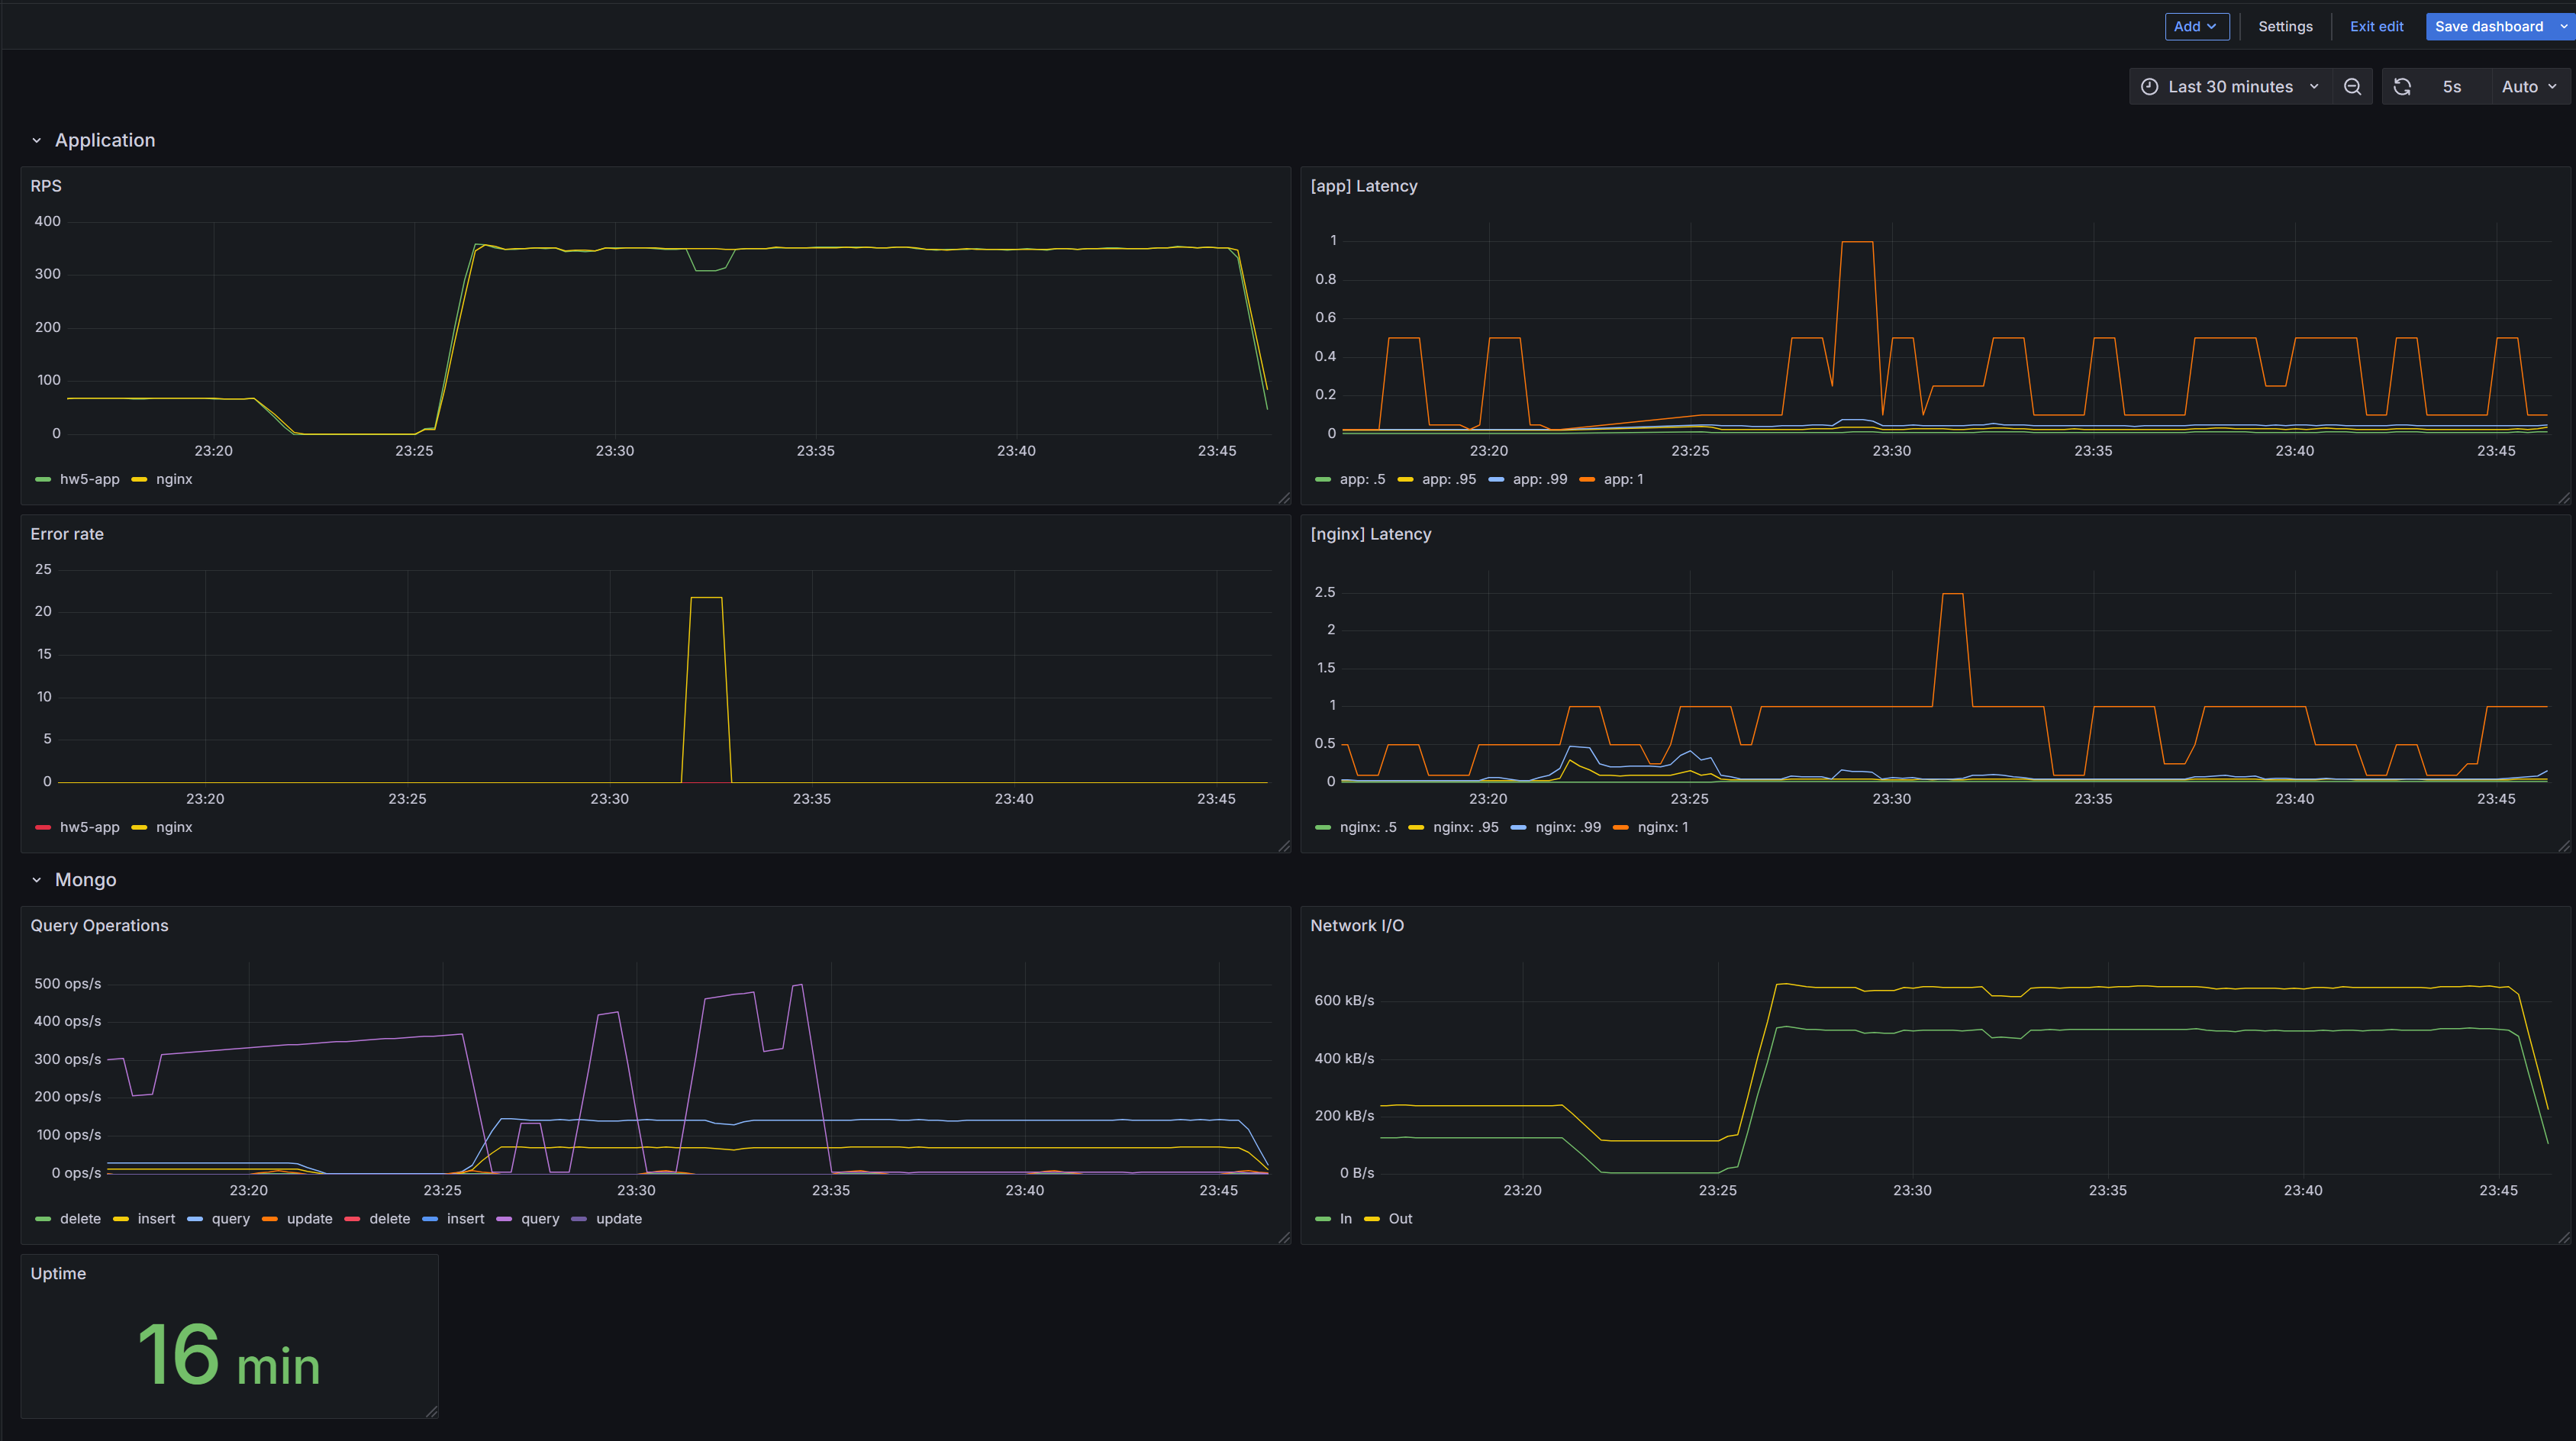 Add Settings Exit edit Save dashboard
Last 30 minutes 5s Auto
Application
RPS
400
300
200
100
0
23:20 23:25 23:30 23:35 23:40 23:45
hw5-app nginx
[app] Latency
1
0.8
0.6
0.4
0.2
0
23:20 23:25 23:30 23:35 23:40 23:45
app: .5 app: .95 app: .99 app: 1
Error rate
25
20
15
10
5
0
23:20 23:25 23:30 23:35 23:40 23:45
hw5-app nginx
[nginx] Latency
2.5
2
1.5
1
0.5
0
23:20 23:25 23:30 23:35 23:40 23:45
nginx: .5 nginx: .95 nginx: .99 nginx: 1
Mongo
Query Operations
500 ops/s
400 ops/s
300 ops/s
200 ops/s
100 ops/s
0 ops/s
23:20 23:25 23:30 23:35 23:40 23:45
delete insert query update delete insert query update
Network I/O
600 kB/s
400 kB/s
200 kB/s
0 B/s
23:20 23:25 23:30 23:35 23:40 23:45
In Out
Uptime
16 min